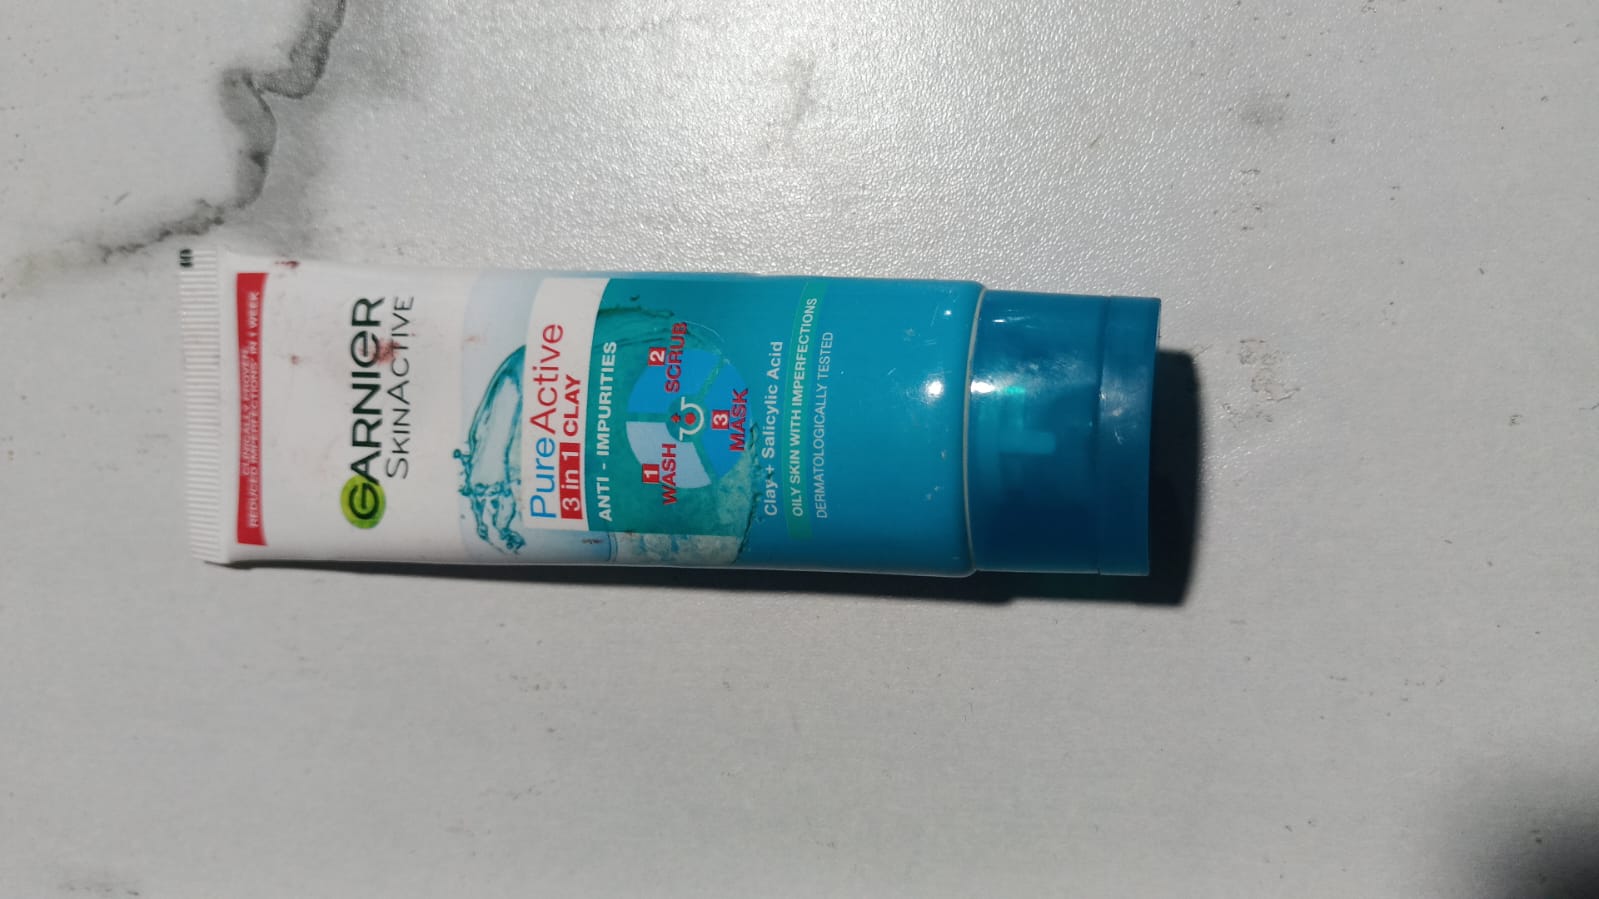 CLINICALLY PROVEN
REDUCED IMPERFECTIONS* IN 1 WEEK
GARNIER
SKINACTIVE
PureActive
3 in 1 CLAY
ANTI - IMPURITIES
1
WASH
2
SCRUB
3
MASK
Clay + Salicylic Acid
OILY SKIN WITH IMPERFECTIONS
DERMATOLOGICALLY TESTED